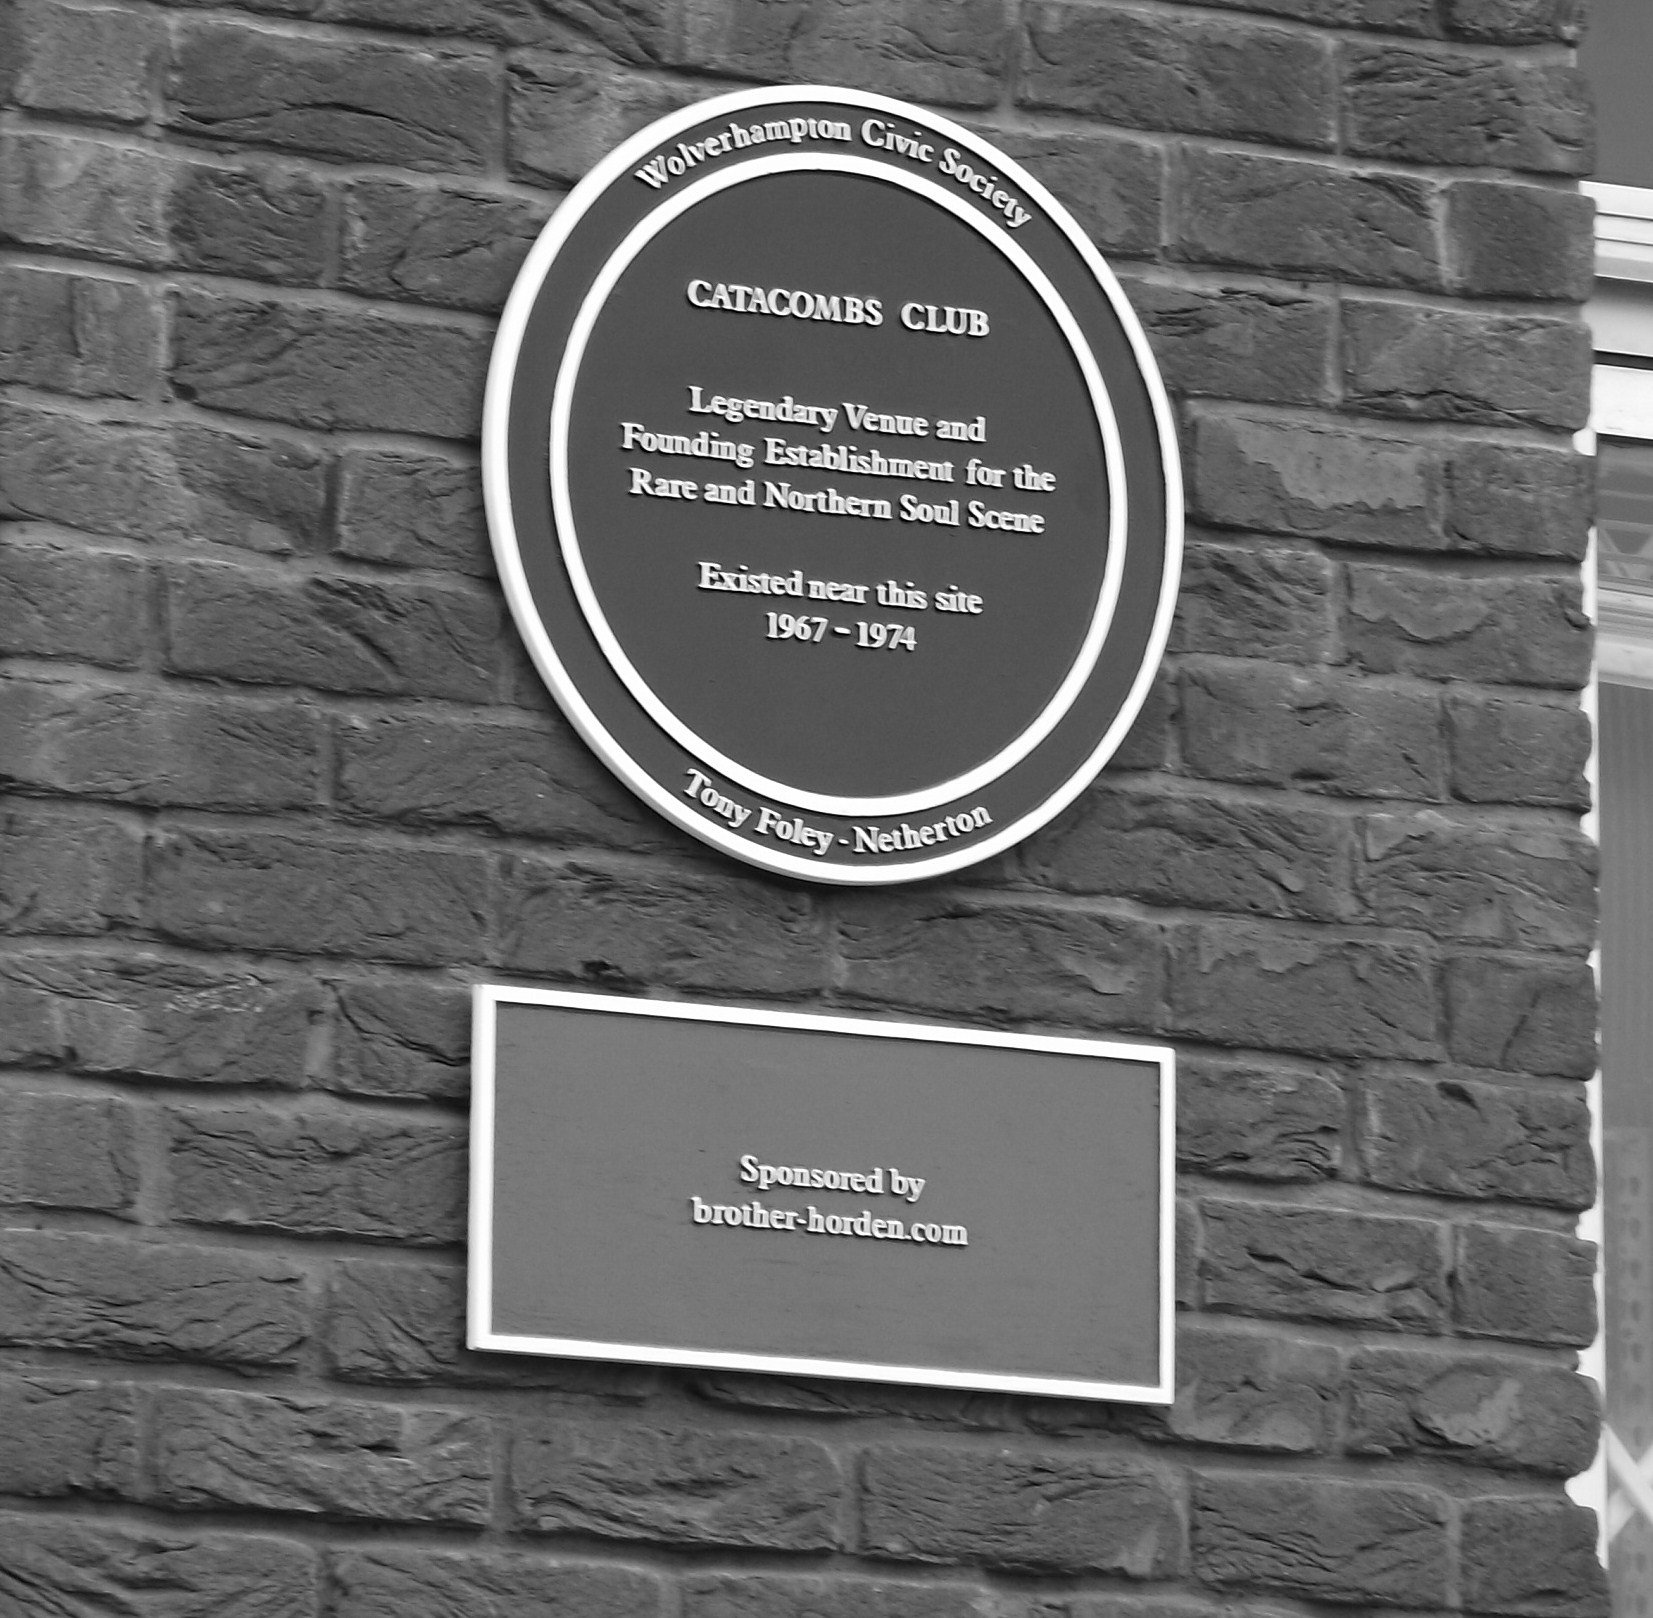 Wolverhampton Civic Society
CATACOMBS CLUB
Legendary Venue and
Founding Establishment for the
Rare and Northern Soul Scene
Existed near this site
1967 - 1974
Tony Foley - Netherton
Sponsored by
brother-horden.com